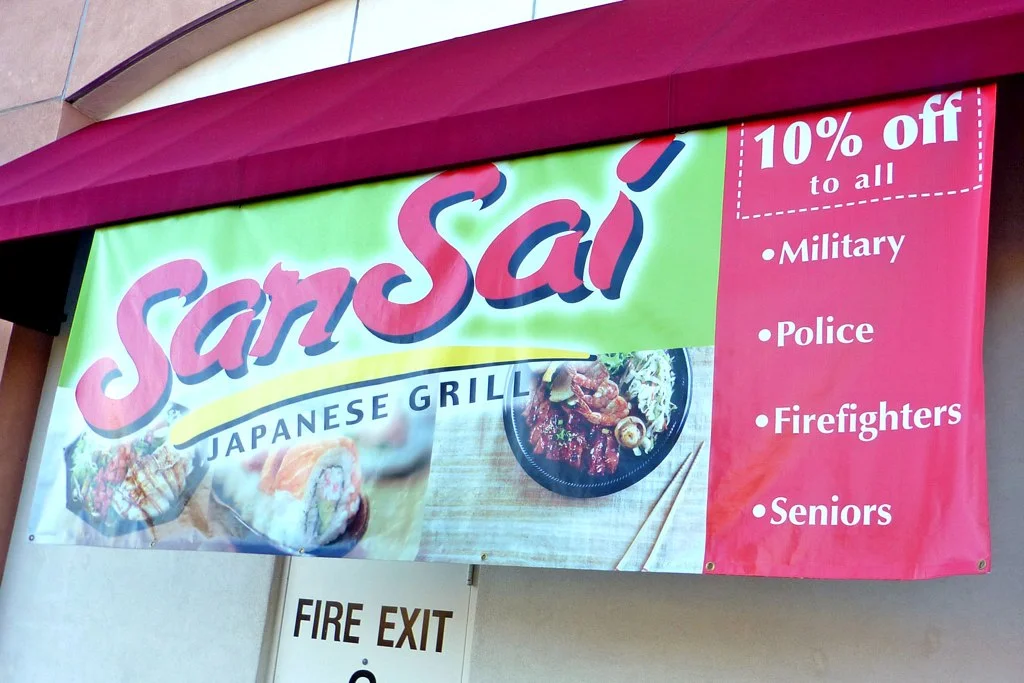 SanSai
JAPANESE GRILL
10% off
to all
•Military
•Police
•Firefighters
•Seniors
FIRE EXIT